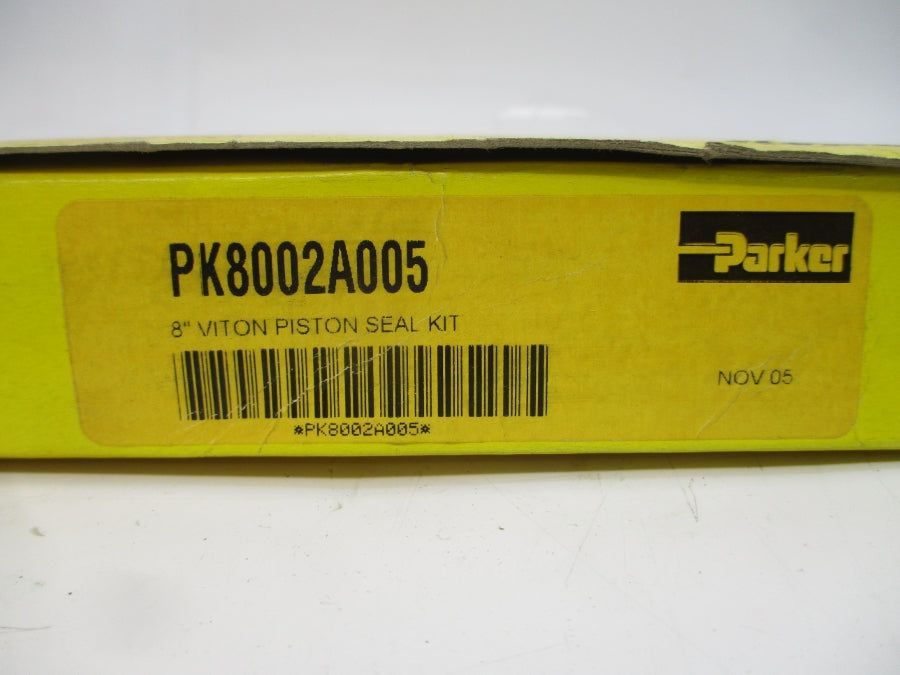 Parker
PK8002A005
8" VITON PISTON SEAL KIT
NOV 05
*PK8002A005*